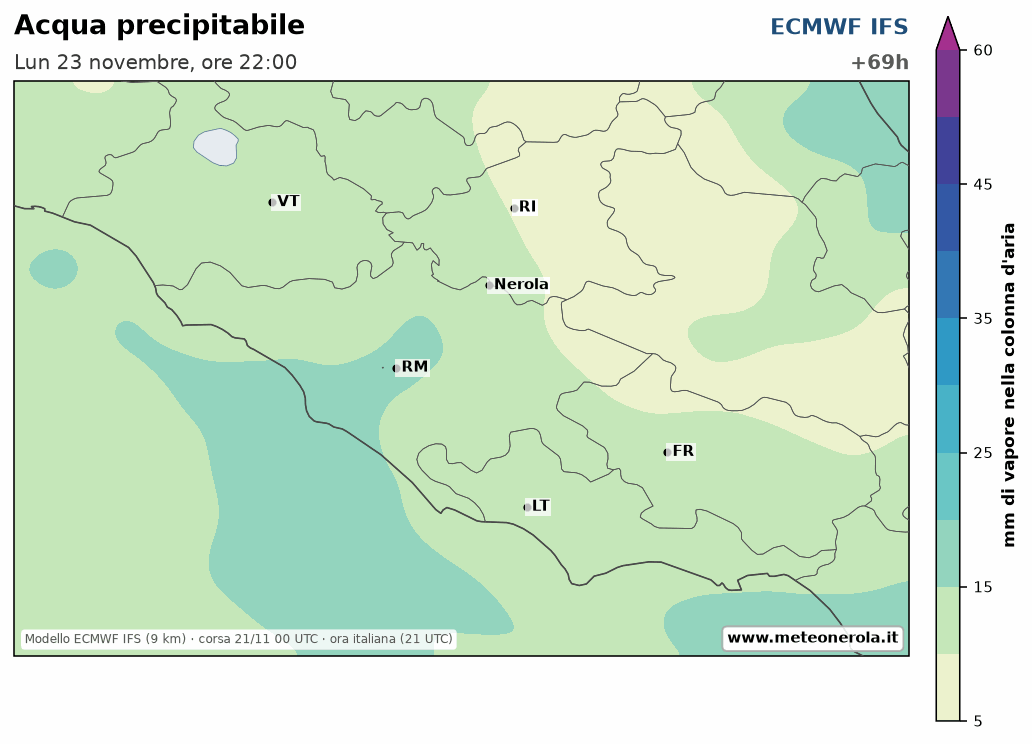 Acqua precipitabile
ECMWF IFS
Lun 23 novembre, ore 22:00
+69h
60
45
35
25
15
5
mm di vapore nella colonna d'aria
VT
RI
Nerola
RM
FR
LT
Modello ECMWF IFS (9 km) · corsa 21/11 00 UTC · ora italiana (21 UTC)
www.meteonerola.it